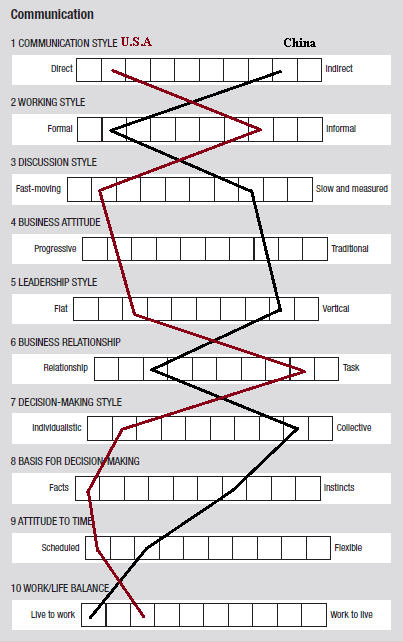 Communication
1 COMMUNICATION STYLE U.S.A China
Direct Indirect
2 WORKING STYLE
Formal Informal
3 DISCUSSION STYLE
Fast-moving Slow and measured
4 BUSINESS ATTITUDE
Progressive Traditional
5 LEADERSHIP STYLE
Flat Vertical
6 BUSINESS RELATIONSHIP
Relationship Task
7 DECISION-MAKING STYLE
Individualistic Collective
8 BASIS FOR DECISION-MAKING
Facts Instincts
9 ATTITUDE TO TIME
Scheduled Flexible
10 WORK/LIFE BALANCE
Live to work Work to live